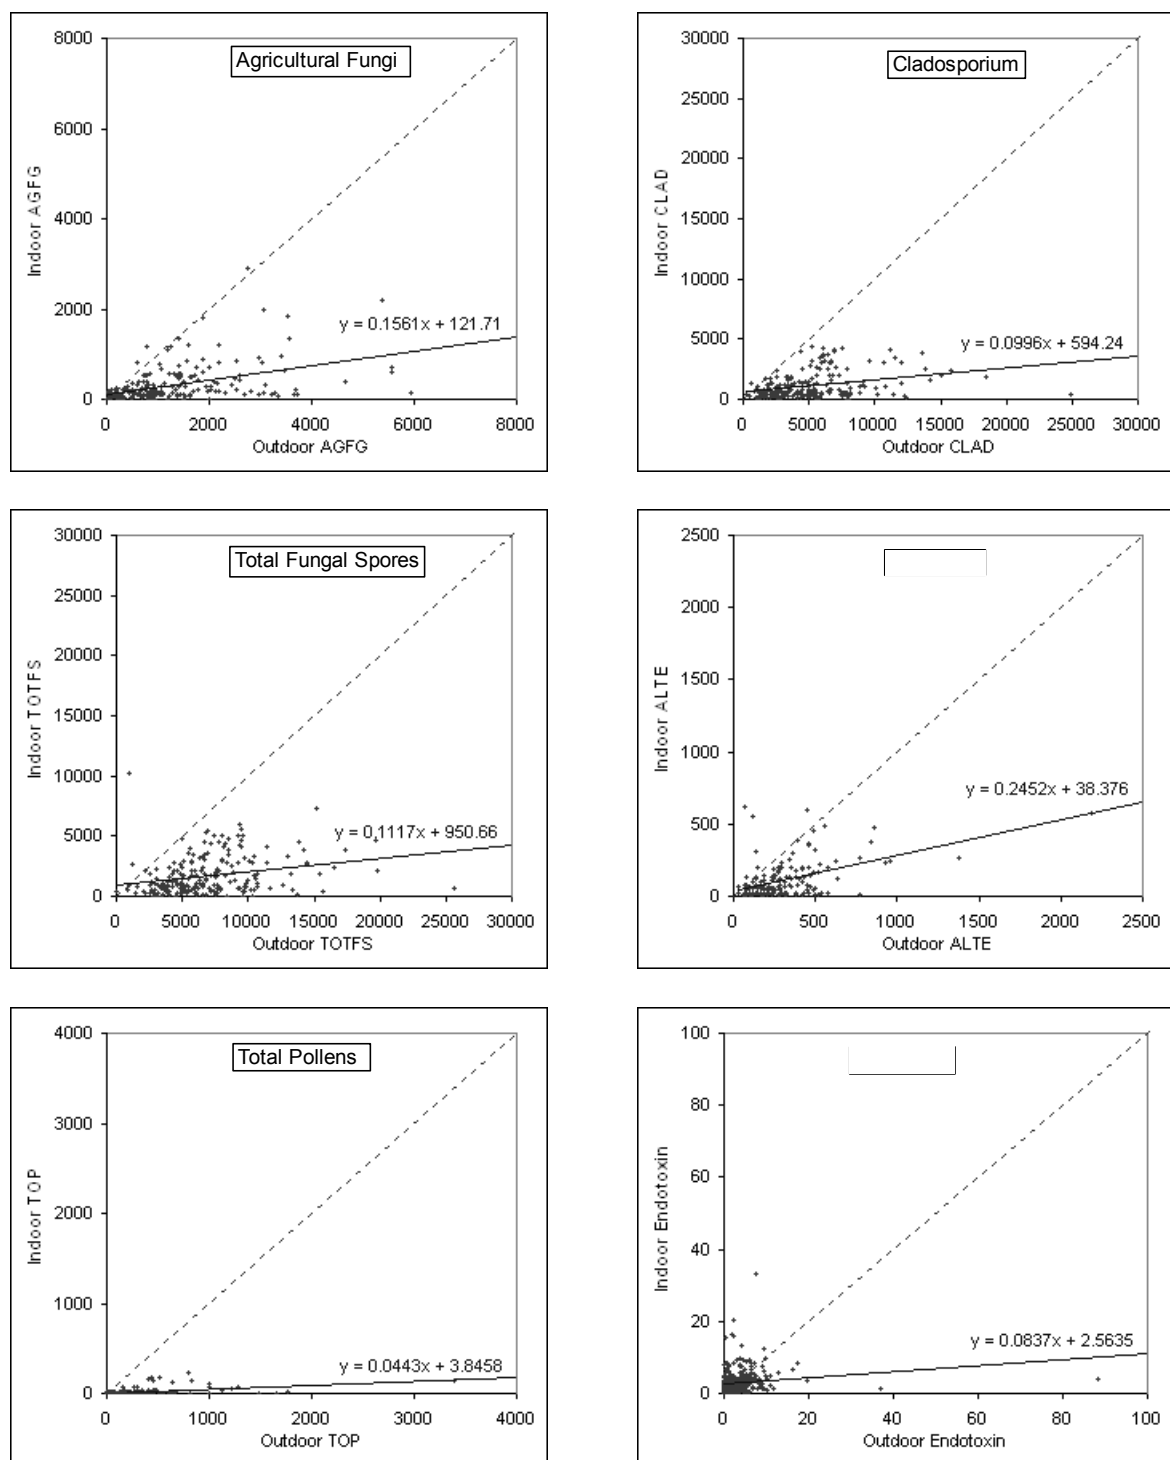 Agricultural Fungi
8000
6000
4000
2000
0
Indoor AGFG
y = 0.1561x + 121.71
0 2000 4000 6000 8000
Outdoor AGFG
Cladosporium
30000
25000
20000
15000
10000
5000
0
Indoor CLAD
y = 0.0996x + 594.24
0 5000 10000 15000 20000 25000 30000
Outdoor CLAD
Total Fungal Spores
30000
25000
20000
15000
10000
5000
0
Indoor TOTFS
y = 0.1117x + 950.66
0 5000 10000 15000 20000 25000 30000
Outdoor TOTFS
2500
2000
1500
1000
500
0
Indoor ALTE
y = 0.2452x + 38.376
0 500 1000 1500 2000 2500
Outdoor ALTE
Total Pollens
4000
3000
2000
1000
0
Indoor TOP
y = 0.0443x + 3.8458
0 1000 2000 3000 4000
Outdoor TOP
100
80
60
40
20
0
Indoor Endotoxin
y = 0.0837x + 2.5635
0 20 40 60 80 100
Outdoor Endotoxin